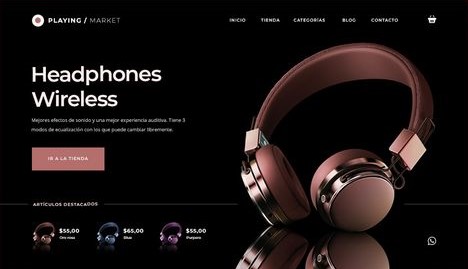 PLAYING / MARKET
INICIO TIENDA CATEGORÍAS BLOG CONTACTO
Headphones
Wireless
Mejores efectos de sonido y una mejor experiencia auditiva. Tiene 3
modos de ecualización con los que puede cambiar libremente.
IR A LA TIENDA
ARTÍCULOS DESTACADOS
$55,00 $65,00 $55,00
Oro rosa Blue Purpura